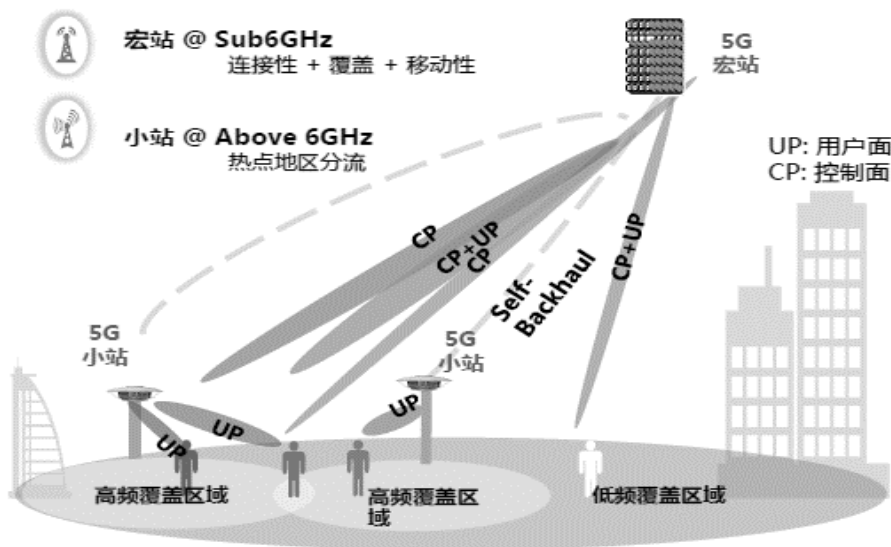 宏站 @ Sub6GHz
连接性 + 覆盖 + 移动性
5G
宏站
小站 @ Above 6GHz
热点地区分流
UP: 用户面
CP: 控制面
CP
CP+UP
CP
CP+UP
Self-
Backhaul
5G
小站
5G
小站
UP
UP
UP
高频覆盖区域
高频覆盖区
域
低频覆盖区域